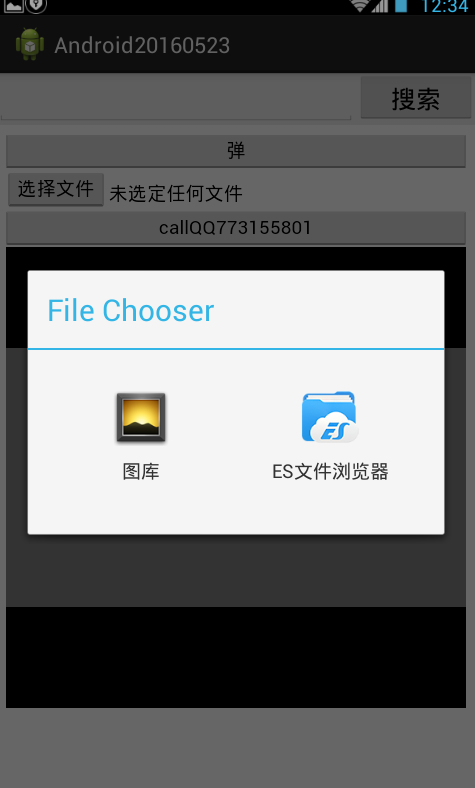 12:34
Android20160523
搜索
弹
选择文件 未选定任何文件
callQQ773155801
File Chooser
图库
ES文件浏览器